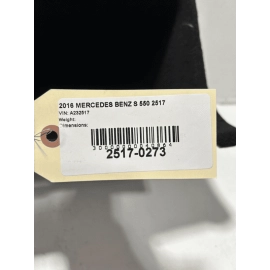 2016 MERCEDES BENZ S 550 2517
VIN: A232517
Weight:
Dimensions:
2517-0273